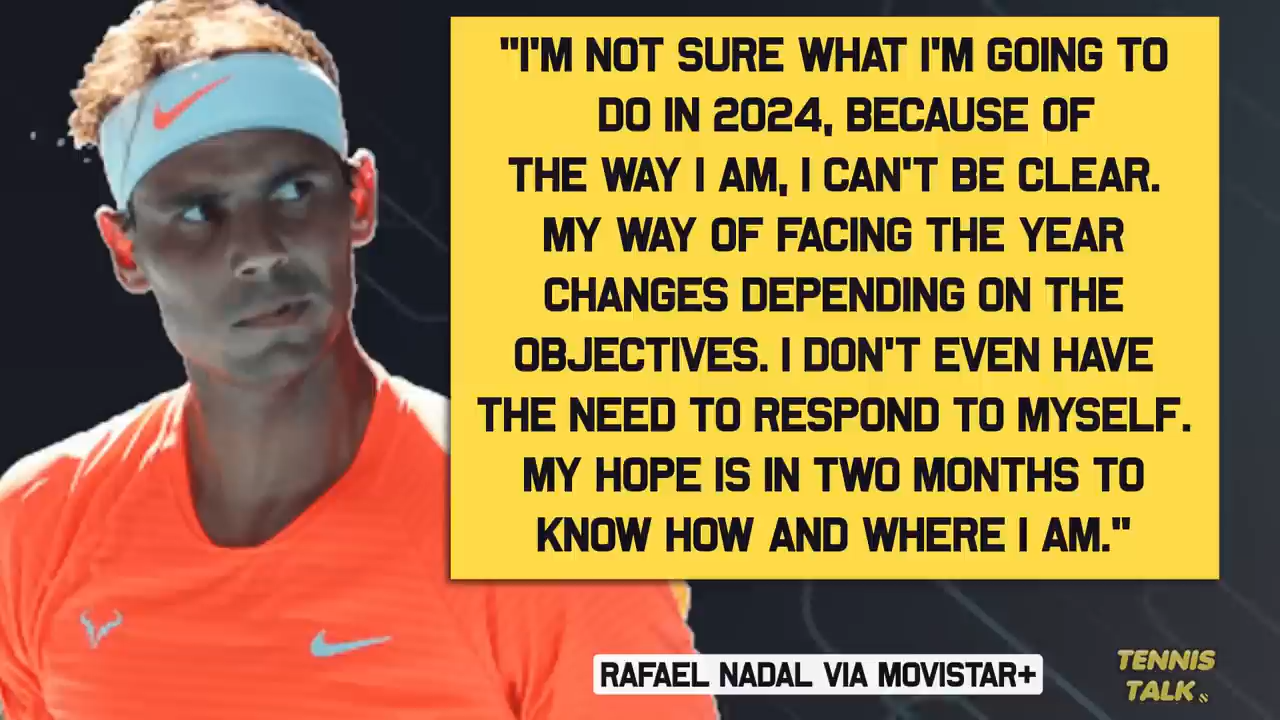 "I'M NOT SURE WHAT I'M GOING TO
DO IN 2024, BECAUSE OF
THE WAY I AM, I CAN'T BE CLEAR.
MY WAY OF FACING THE YEAR
CHANGES DEPENDING ON THE
OBJECTIVES. I DON'T EVEN HAVE
THE NEED TO RESPOND TO MYSELF.
MY HOPE IS IN TWO MONTHS TO
KNOW HOW AND WHERE I AM."
RAFAEL NADAL VIA MOVISTAR+
TENNIS
TALK